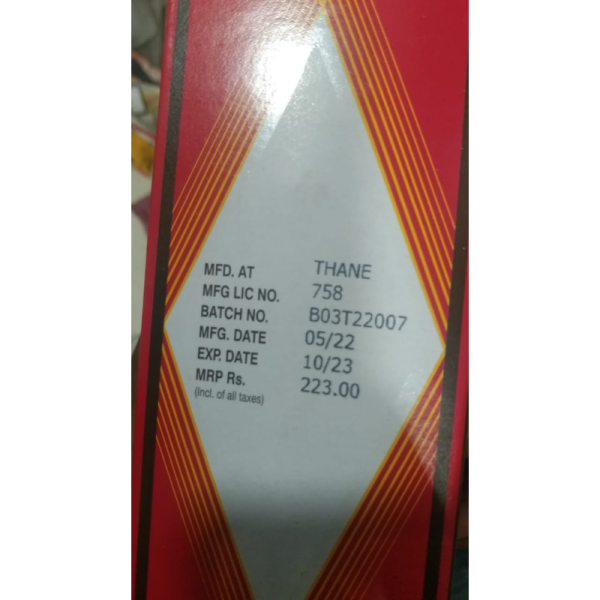 MFD. AT THANE
MFG LIC NO. 758
BATCH NO. B03T22007
MFG. DATE 05/22
EXP. DATE 10/23
MRP Rs. 223.00
(Incl. of all taxes)